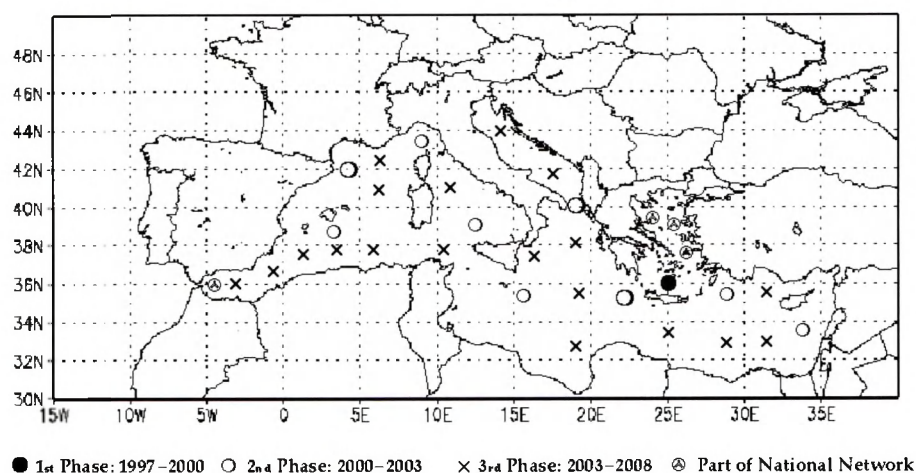 48N
46N
44N
42N
40N
38N
36N
34N
32N
30N
15W 10W 5W 0 5E 10E 15E 20E 25E 30E 35E
1st Phase: 1997–2000 2nd Phase: 2000–2003 3rd Phase: 2003–2008 Part of National Network